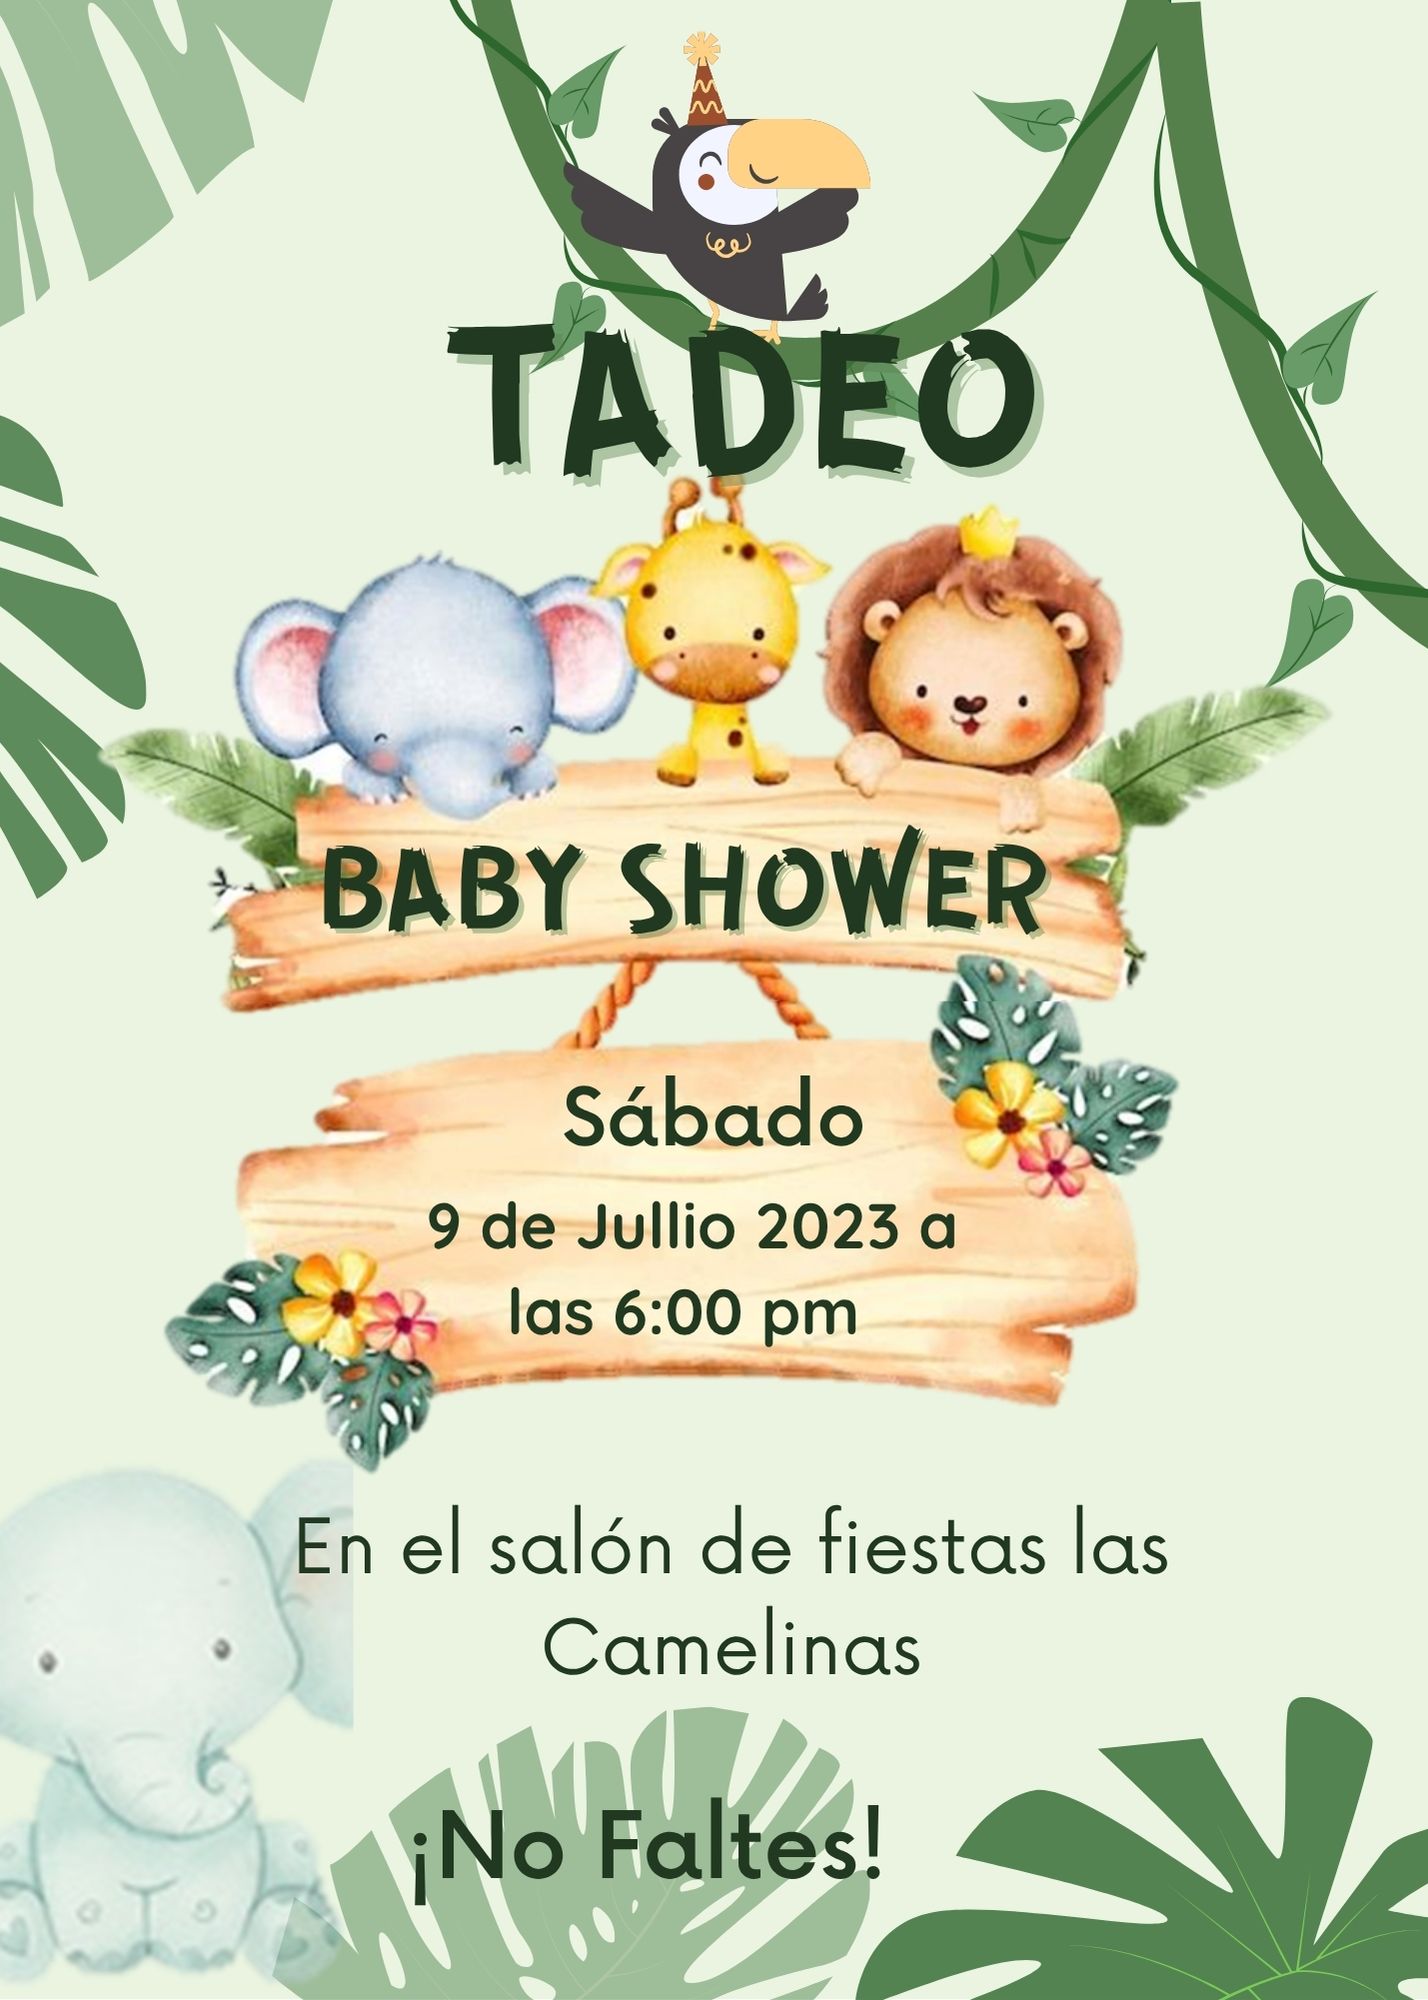 TADEO
BABY SHOWER
Sábado
9 de Jullio 2023 a
las 6:00 pm
En el salón de fiestas las
Camelinas
¡No Faltes!